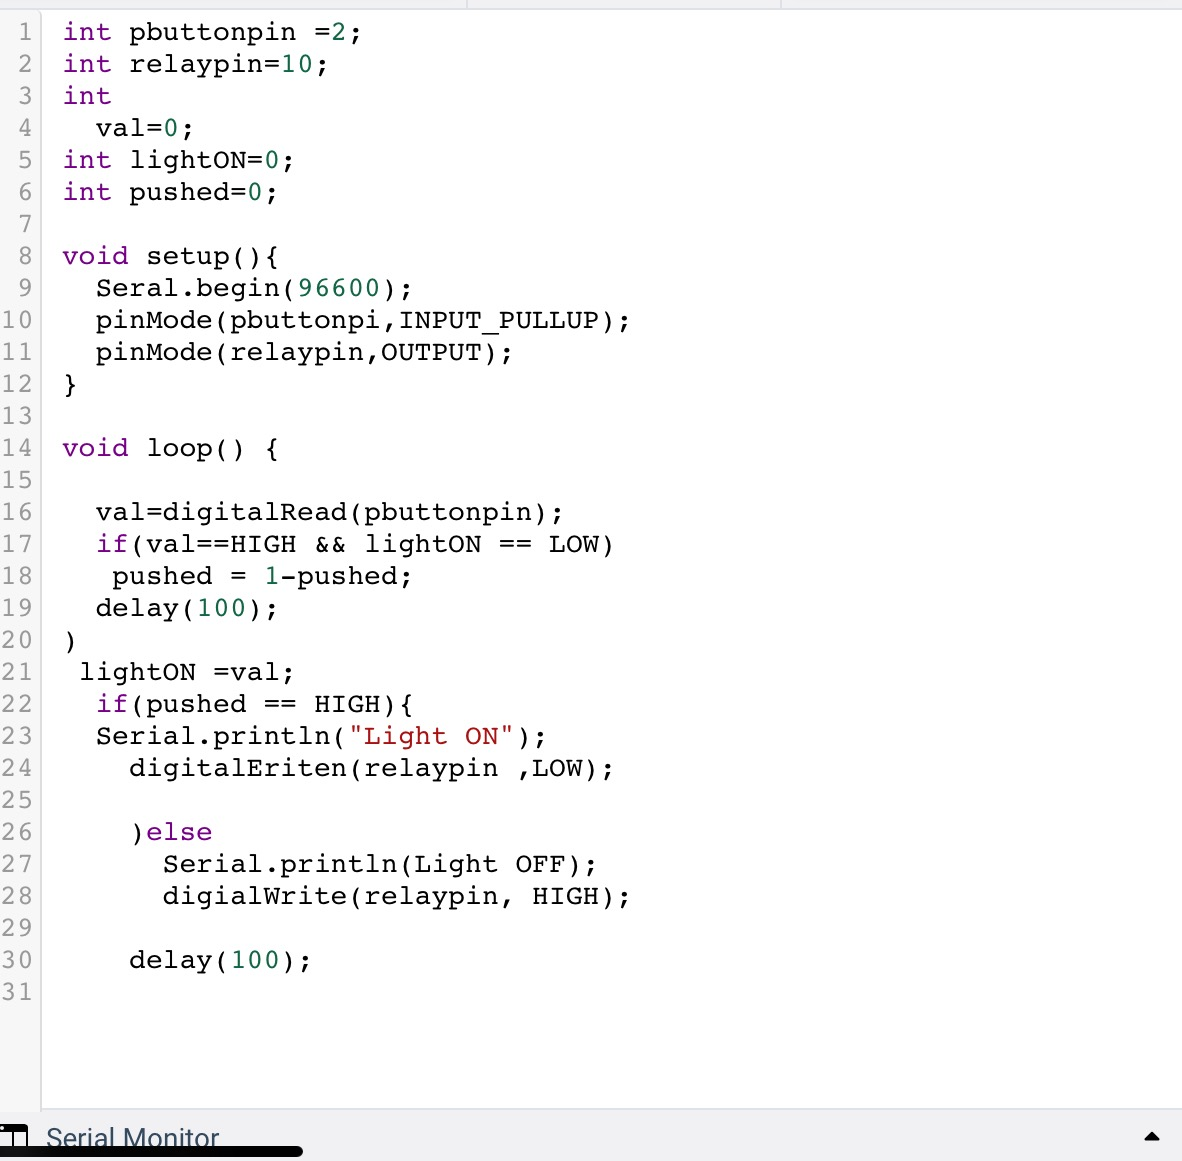 1 int pbuttonpin =2;
2 int relaypin=10;
3 int
4   val=0;
5 int lightON=0;
6 int pushed=0;
7
8 void setup(){
9   Seral.begin(96600);
10   pinMode(pbuttonpi,INPUT_PULLUP);
11   pinMode(relaypin,OUTPUT);
12 }
13
14 void loop() {
15
16   val=digitalRead(pbuttonpin);
17   if(val==HIGH && lightON == LOW)
18    pushed = 1-pushed;
19   delay(100);
20 )
21  lightON =val;
22   if(pushed == HIGH){
23   Serial.println("Light ON");
24     digitalEriten(relaypin ,LOW);
25
26     )else
27       Serial.println(Light OFF);
28       digialWrite(relaypin, HIGH);
29
30     delay(100);
31
Serial Monitor